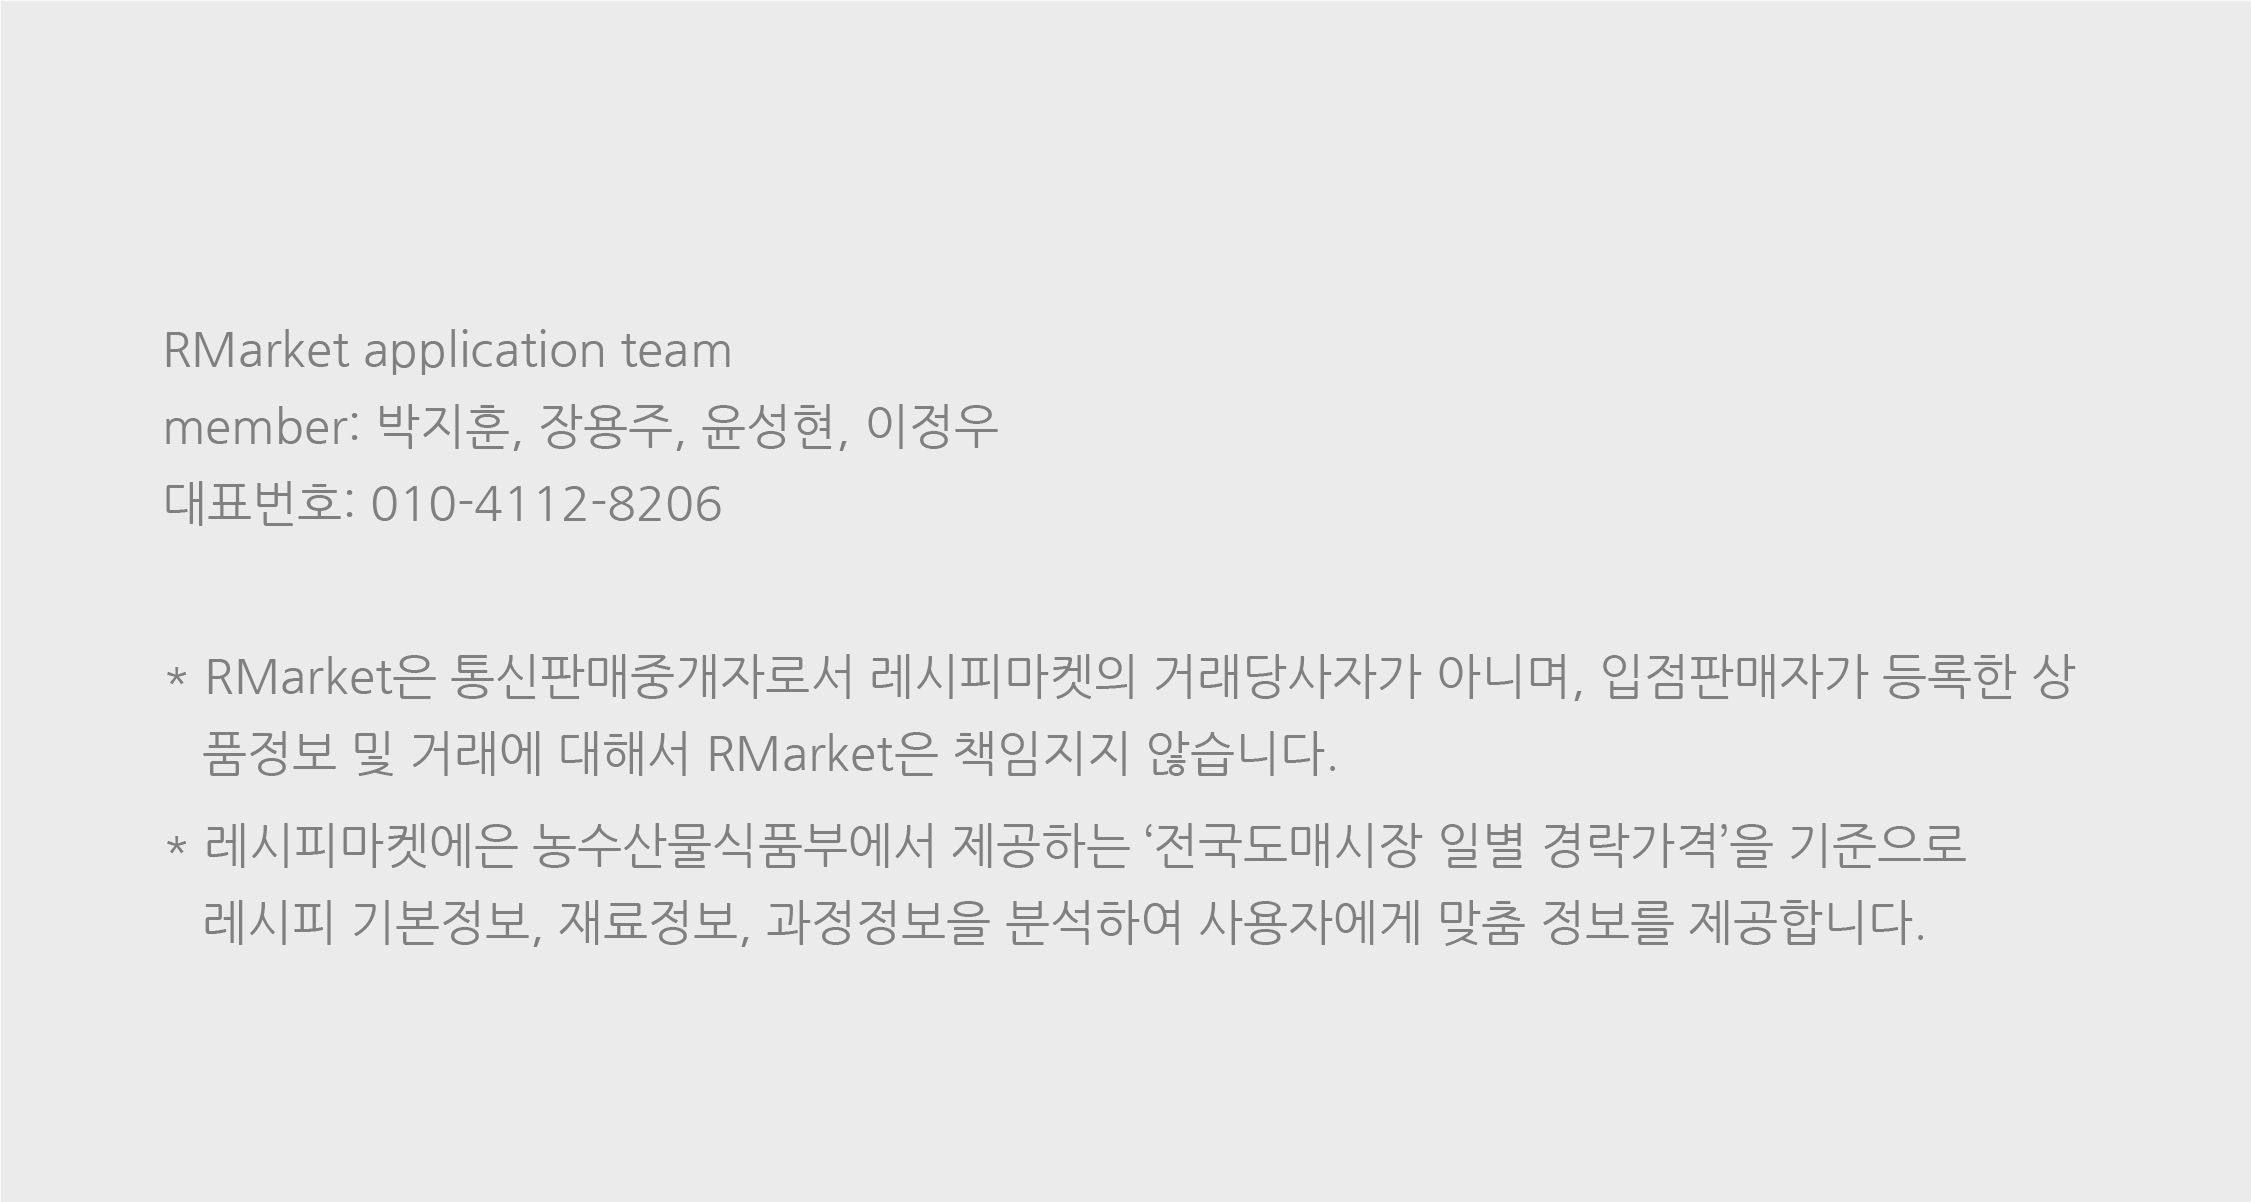 RMarket application team
member: 박지훈, 장용주, 윤성현, 이정우
대표번호: 010-4112-8206
* RMarket은 통신판매중개자로서 레시피마켓의 거래당사자가 아니며, 입점판매자가 등록한 상
품정보 및 거래에 대해서 RMarket은 책임지지 않습니다.
* 레시피마켓에은 농수산물식품부에서 제공하는 ‘전국도매시장 일별 경락가격’을 기준으로
레시피 기본정보, 재료정보, 과정정보을 분석하여 사용자에게 맞춤 정보를 제공합니다.